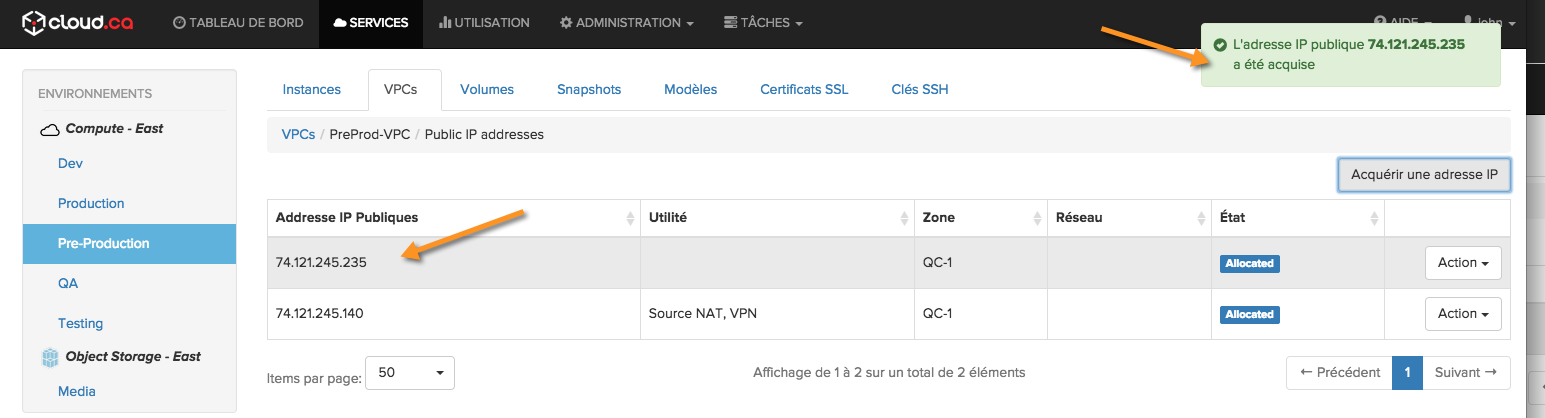 cloud.ca TABLEAU DE BORD SERVICES UTILISATION ADMINISTRATION TÂCHES AIDE john
L'adresse IP publique 74.121.245.235
a été acquise
ENVIRONNEMENTS
Compute - East
Dev
Production
Pre-Production
QA
Testing
Object Storage - East
Media
Instances VPCs Volumes Snapshots Modèles Certificats SSL Clés SSH
VPCs / PreProd-VPC / Public IP addresses
Acquérir une adresse IP
Addresse IP Publiques Utilité Zone Réseau État
74.121.245.235 QC-1 Allocated Action
74.121.245.140 Source NAT, VPN QC-1 Allocated Action
Items par page: 50 Affichage de 1 à 2 sur un total de 2 éléments ← Précédent 1 Suivant →